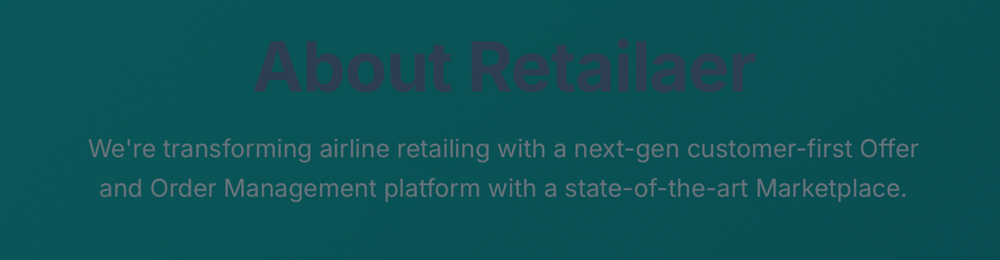 About Retailaer
We're transforming airline retailing with a next-gen customer-first Offer
and Order Management platform with a state-of-the-art Marketplace.